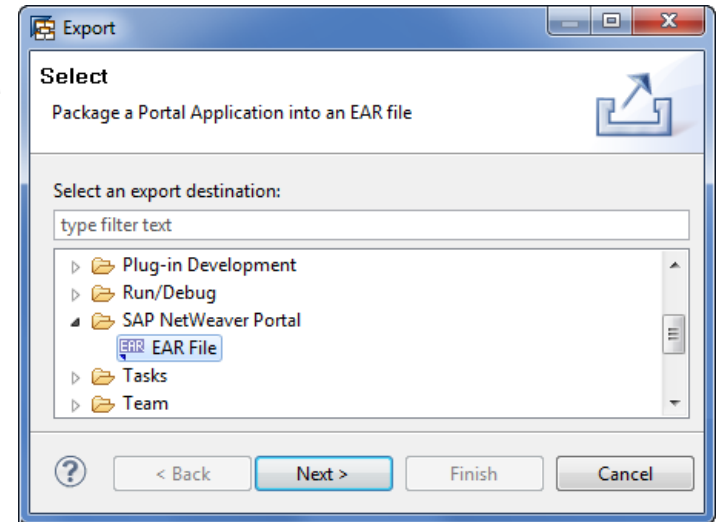 Export
Select
Package a Portal Application into an EAR file
Select an export destination:
type filter text
Plug-in Development
Run/Debug
SAP NetWeaver Portal
EAR EAR File
Tasks
Team
? < Back Next > Finish Cancel